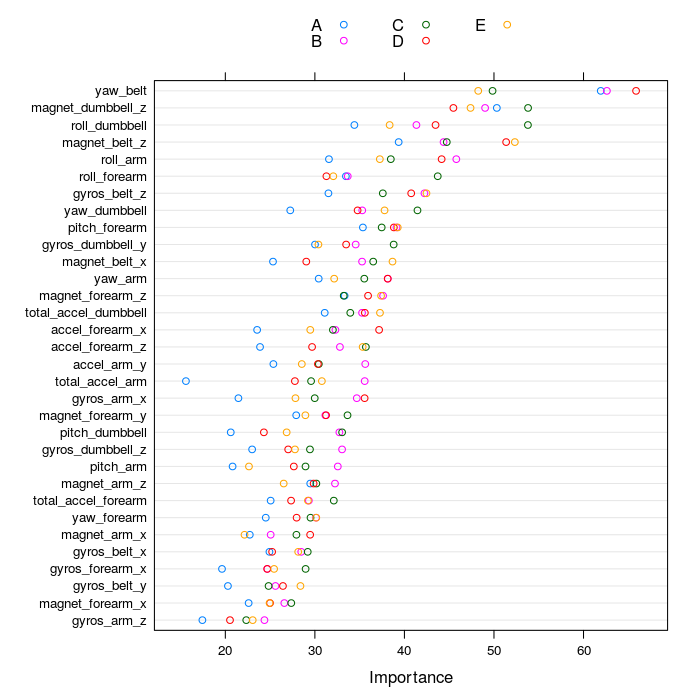 A C E
B D
yaw_belt
magnet_dumbbell_z
roll_dumbbell
magnet_belt_z
roll_arm
roll_forearm
gyros_belt_z
yaw_dumbbell
pitch_forearm
gyros_dumbbell_y
magnet_belt_x
yaw_arm
magnet_forearm_z
total_accel_dumbbell
accel_forearm_x
accel_forearm_z
accel_arm_y
total_accel_arm
gyros_arm_x
magnet_forearm_y
pitch_dumbbell
gyros_dumbbell_z
pitch_arm
magnet_arm_z
total_accel_forearm
yaw_forearm
magnet_arm_x
gyros_belt_x
gyros_forearm_x
gyros_belt_y
magnet_forearm_x
gyros_arm_z
20 30 40 50 60
Importance